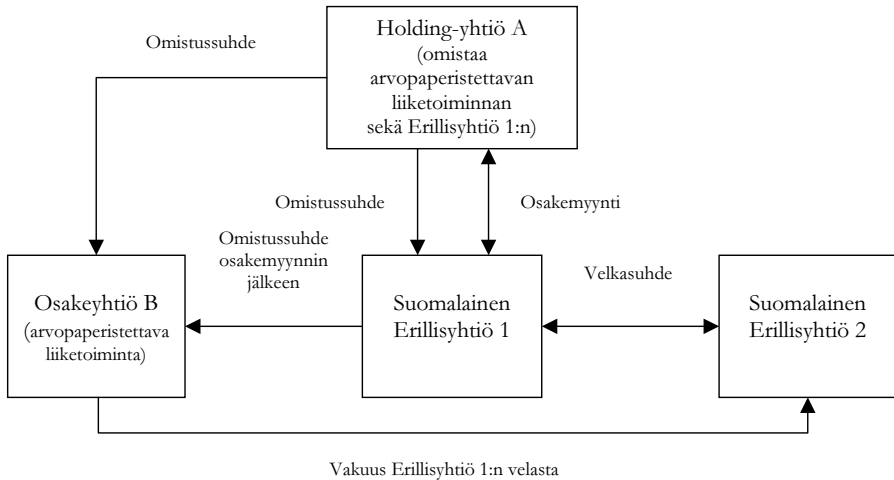 Omistussuhde
Holding-yhtiö A
(omistaa
arvopaperistettavan
liiketoiminnan
sekä Erillisyhtiö 1:n)
Omistussuhde
Osakemyynti
Omistussuhde
osakemyynnin
jälkeen
Velkasuhde
Osakeyhtiö B
(arvopaperistettava
liiketoiminta)
Suomalainen
Erillisyhtiö 1
Suomalainen
Erillisyhtiö 2
Vakuus Erillisyhtiö 1:n velasta